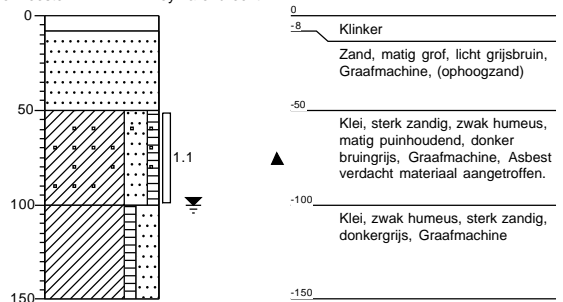 0
50
100
150
1.1
0
-8
Klinker
Zand, matig grof, licht grijsbruin,
Graafmachine, (ophoogzand)
-50
Klei, sterk zandig, zwak humeus,
matig puinhoudend, donker
bruingrijs, Graafmachine, Asbest
verdacht materiaal aangetroffen.
-100
Klei, zwak humeus, sterk zandig,
donkergrijs, Graafmachine
-150